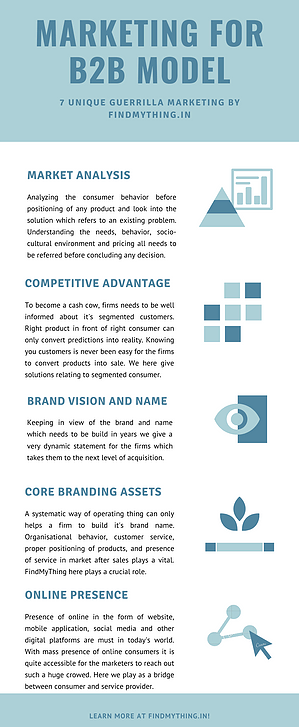 MARKETING FOR
B2B MODEL
7 UNIQUE GUERRILLA MARKETING BY
FINDMYTHING.IN
MARKET ANALYSIS
Analyzing the consumer behavior before
positioning of any product and look into the
solution which refers to an existing problem.
Understanding the needs, behavior, socio-
cultural environment and pricing all needs to
be referred before concluding any decision.
COMPETITIVE ADVANTAGE
To become a cash cow, firms needs to be well
informed about it's segmented customers.
Right product in front of right consumer can
only convert predictions into reality. Knowing
you customers is never been easy for the firms
to convert products into sale. We here give
solutions relating to segmented consumer.
BRAND VISION AND NAME
Keeping in view of the brand and name
which needs to be build in years we give a
very dynamic statement for the firms which
takes them to the next level of acquisition.
CORE BRANDING ASSETS
A systematic way of operating thing can only
helps a firm to build it's brand name.
Organisational behavior, customer service,
proper positioning of products, and presence
of service in market after sales plays a vital.
FindMyThing here plays a crucial role.
ONLINE PRESENCE
Presence of online in the form of website,
mobile application, social media and other
digital platforms are must in today's world.
With mass presence of online consumers it is
quite accessible for the marketers to reach out
such a huge crowed. Here we play as a bridge
between consumer and service provider.
LEARN MORE AT FINDMYTHING.IN!